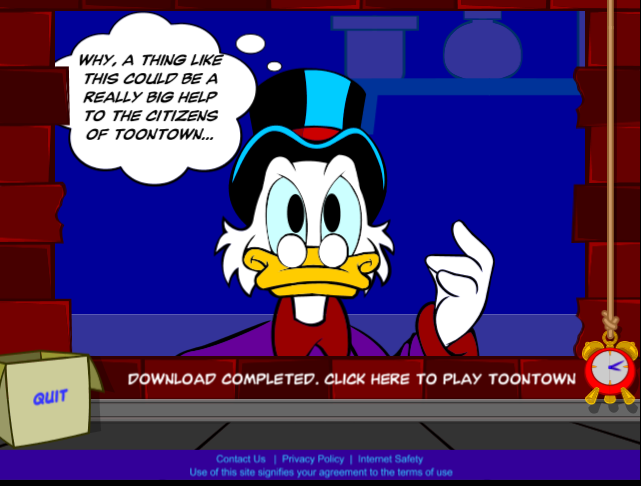 WHY, A THING LIKE
THIS COULD BE A
REALLY BIG HELP
TO THE CITIZENS
OF TOONTOWN...
QUIT
DOWNLOAD COMPLETED. CLICK HERE TO PLAY TOONTOWN
Contact Us | Privacy Policy | Internet Safety
Use of this site signifies your agreement to the terms of use